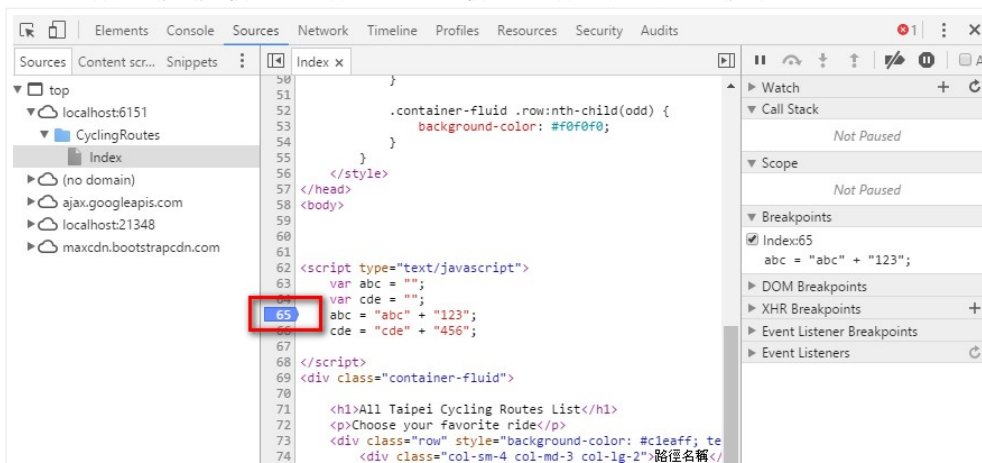 Elements Console Sources Network Timeline Profiles Resources Security Audits 1
Sources Content scr... Snippets Index x
top
localhost:6151
CyclingRoutes
Index
(no domain)
ajax.googleapis.com
localhost:21348
maxcdn.bootstrapcdn.com
50 }
51
52 .container-fluid .row:nth-child(odd) {
53 background-color: #f0f0f0;
54 }
55 }
56 </style>
57 </head>
58 <body>
59
60
61
62 <script type="text/javascript">
63 var abc = "";
64 var cde = "";
65 abc = "abc" + "123";
66 cde = "cde" + "456";
67
68 </script>
69 <div class="container-fluid">
70
71 <h1>All Taipei Cycling Routes List</h1>
72 <p>Choose your favorite ride</p>
73 <div class="row" style="background-color: #c1eaff; te
74 <div class="col-sm-4 col-md-3 col-lg-2">路徑名稱</
A
Watch
Call Stack
Not Paused
Scope
Not Paused
Breakpoints
Index:65
abc = "abc" + "123";
DOM Breakpoints
XHR Breakpoints
Event Listener Breakpoints
Event Listeners